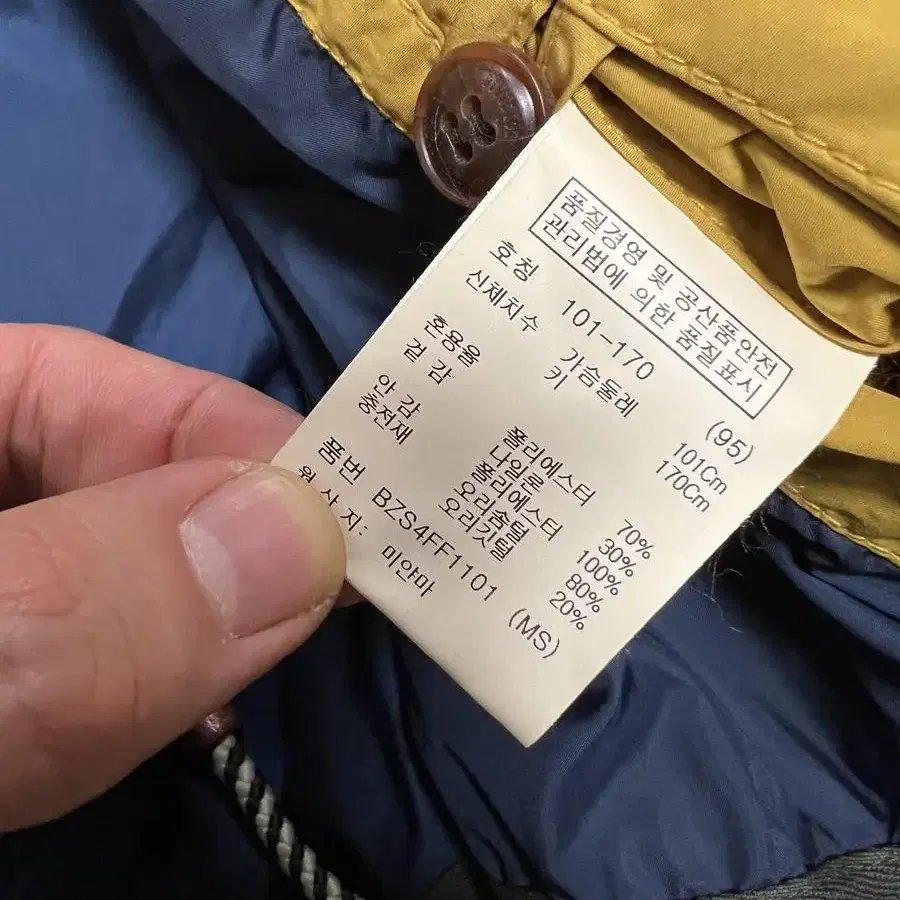 품질경영 및 공산품안전
관리법에 의한 품질표시
호칭 101-170 (95)
신체치수 가슴둘레 101Cm
키 170Cm
혼용율
겉 감 폴리에스터 70%
나일론 30%
안 감 폴리에스터 100%
충전재 오리솜털 80%
오리깃털 20%
품번 BZS4FF1101 (MS)
원 산 지: 미얀마